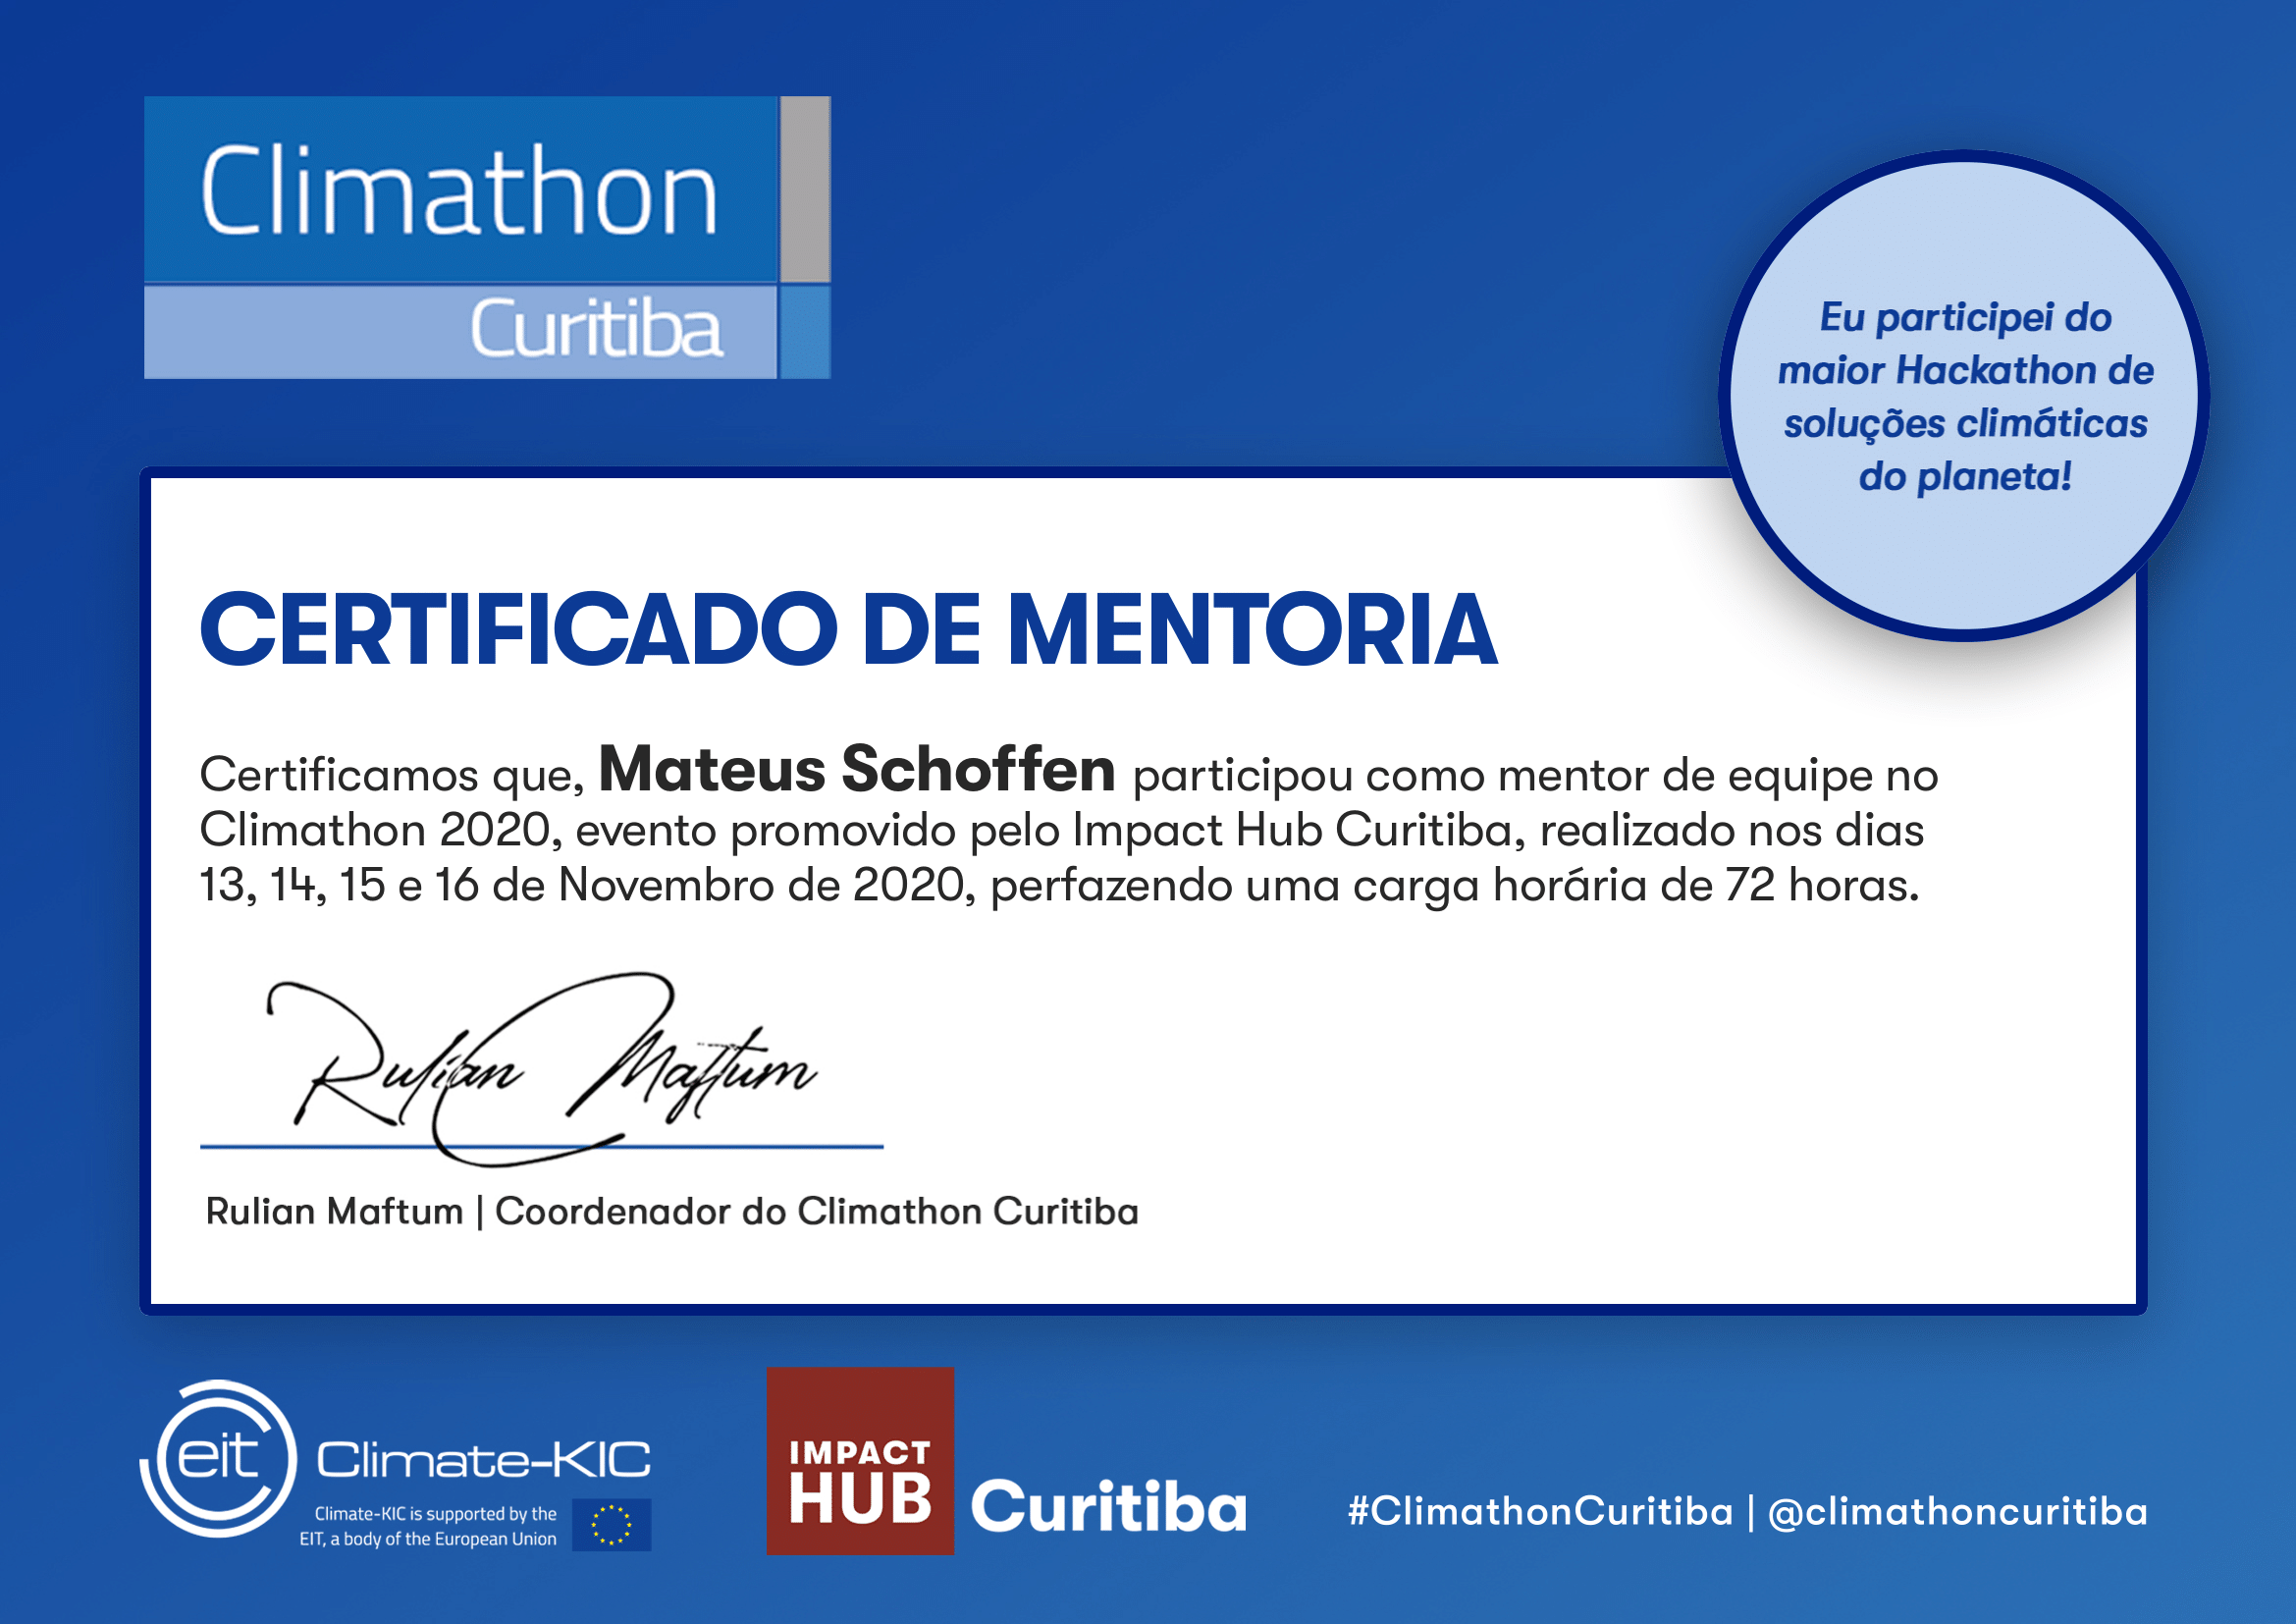 Climathon
Curitiba
Eu participei do
maior Hackathon de
soluções climáticas
do planeta!
CERTIFICADO DE MENTORIA
Certificamos que, Mateus Schoffen participou como mentor de equipe no
Climathon 2020, evento promovido pelo Impact Hub Curitiba, realizado nos dias
13, 14, 15 e 16 de Novembro de 2020, perfazendo uma carga horária de 72 horas.
Rulian Maftum
Rulian Maftum | Coordenador do Climathon Curitiba
eit Climate-KIC
Climate-KIC is supported by the
EIT, a body of the European Union
IMPACT
HUB Curitiba
#ClimathonCuritiba | @climathoncuritiba